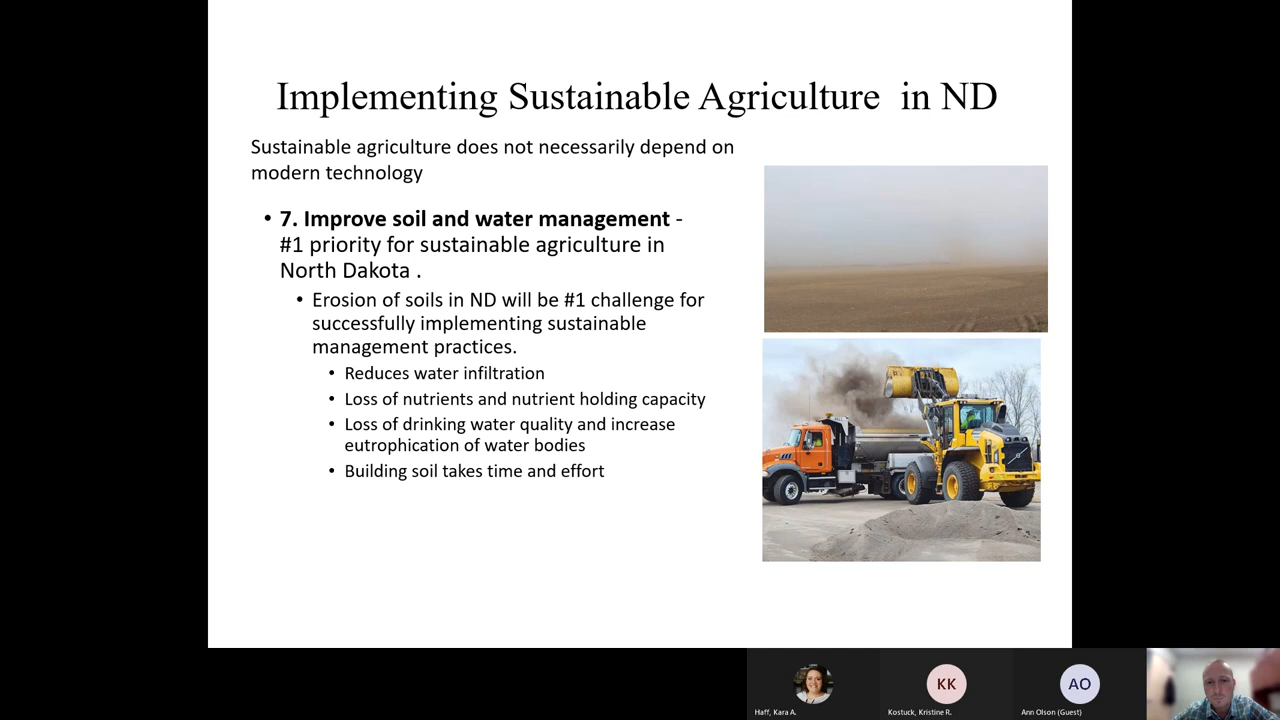 Implementing Sustainable Agriculture  in ND
Sustainable agriculture does not necessarily depend on
modern technology
• 7. Improve soil and water management -
#1 priority for sustainable agriculture in
North Dakota .
• Erosion of soils in ND will be #1 challenge for
successfully implementing sustainable
management practices.
• Reduces water infiltration
• Loss of nutrients and nutrient holding capacity
• Loss of drinking water quality and increase
eutrophication of water bodies
• Building soil takes time and effort
KK
AO
Haff, Kara A.
Kostuck, Kristine R.
Ann Olson (Guest)